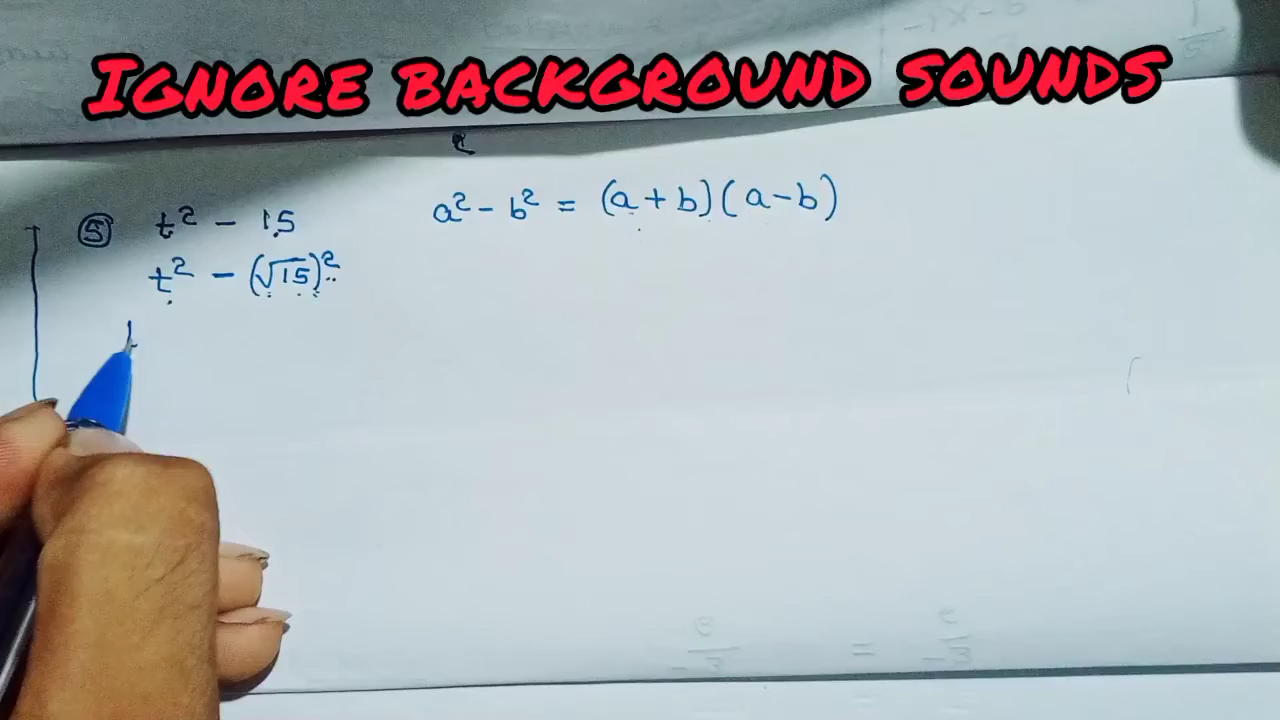 IGNORE BACKGROUND SOUNDS
⑤ t² - 15
a² - b² = (a + b) (a - b)
t² - (√15)²